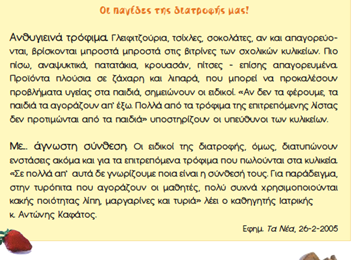 Οι παγίδες της διατροφής μας!
Ανθυγιεινά τρόφιμα. Γλειφιτζούρια, τσίχλες, σοκολάτες, αν και απαγορεύο-
νται, βρίσκονται μπροστά μπροστά στις βιτρίνες των σχολικών κυλικείων. Πιο
πίσω, αναψυκτικά, πατατάκια, κρουασάν, πίτσες - επίσης απαγορευμένα.
Προϊόντα πλούσια σε ζάχαρη και λιπαρά, που μπορεί να προκαλέσουν
προβλήματα υγείας στα παιδιά, σημειώνουν οι ειδικοί. «Αν δεν τα φέρουμε, τα
παιδιά τα αγοράζουν απ' έξω. Πολλά από τα τρόφιμα της επιτρεπόμενης λίστας
δεν προτιμώνται από τα παιδιά» υποστηρίζουν οι υπεύθυνοι των κυλικείων.
Με... άγνωστη σύνθεση. Οι ειδικοί της διατροφής, όμως, διατυπώνουν
ενστάσεις ακόμα και για τα επιτρεπόμενα τρόφιμα που πωλούνται στα κυλικεία.
«Σε πολλά απ' αυτά δε γνωρίζουμε ποια είναι η σύνθεσή τους. Για παράδειγμα,
στην τυρόπιτα που αγοράζουν οι μαθητές, πολύ συχνά χρησιμοποιούνται
κακής ποιότητας λίπη, μαργαρίνες και τυριά» λέει ο καθηγητής Ιατρικής
κ. Αντώνης Καφάτος.
Εφημ. Τα Νέα, 26-2-2005